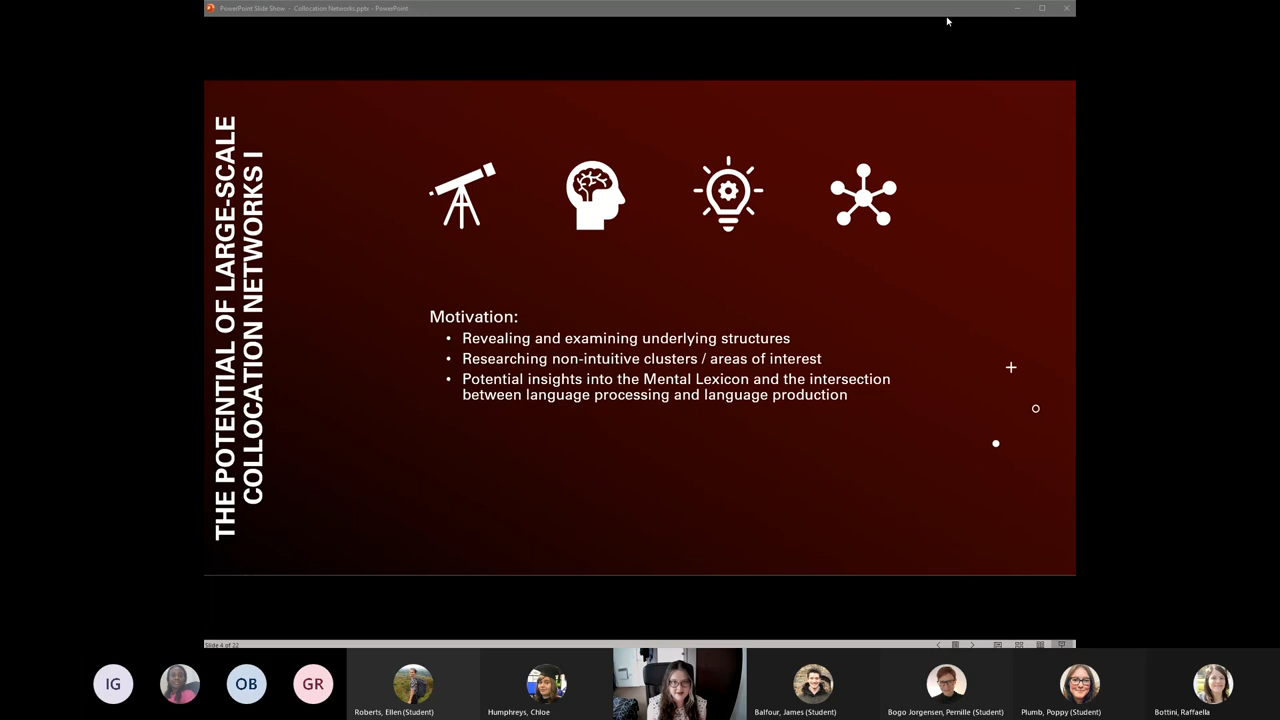 PowerPoint Slide Show - Collocation Networks.pptx - PowerPoint
THE POTENTIAL OF LARGE-SCALE
COLLOCATION NETWORKS I
Motivation:
• Revealing and examining underlying structures
• Researching non-intuitive clusters / areas of interest
• Potential insights into the Mental Lexicon and the intersection
between language processing and language production
Slide 4 of 22
IG
OB
GR
Roberts, Ellen (Student)
Humphreys, Chloe
Balfour, James (Student)
Bogo Jorgensen, Pernille (Student)
Plumb, Poppy (Student)
Bottini, Raffaella